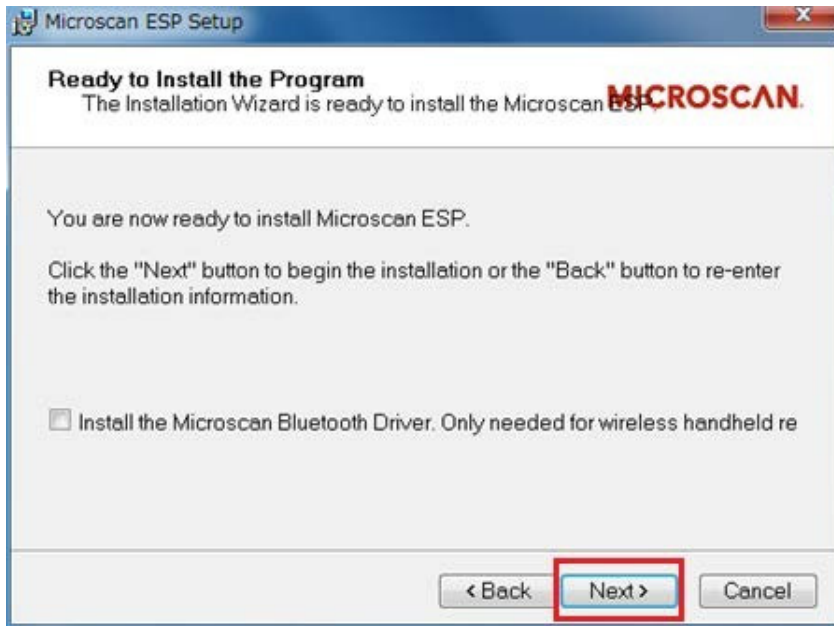 Microscan ESP Setup
Ready to Install the Program
The Installation Wizard is ready to install the Microscan ESP.
MICROSCAN.
You are now ready to install Microscan ESP.
Click the "Next" button to begin the installation or the "Back" button to re-enter
the installation information.
Install the Microscan Bluetooth Driver. Only needed for wireless handheld re
< Back
Next >
Cancel